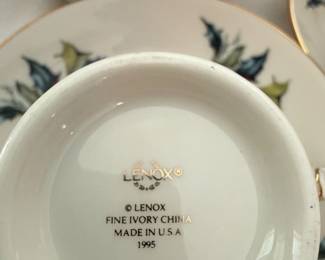 LENOX®
© LENOX
FINE IVORY CHINA
MADE IN U.S.A
1995